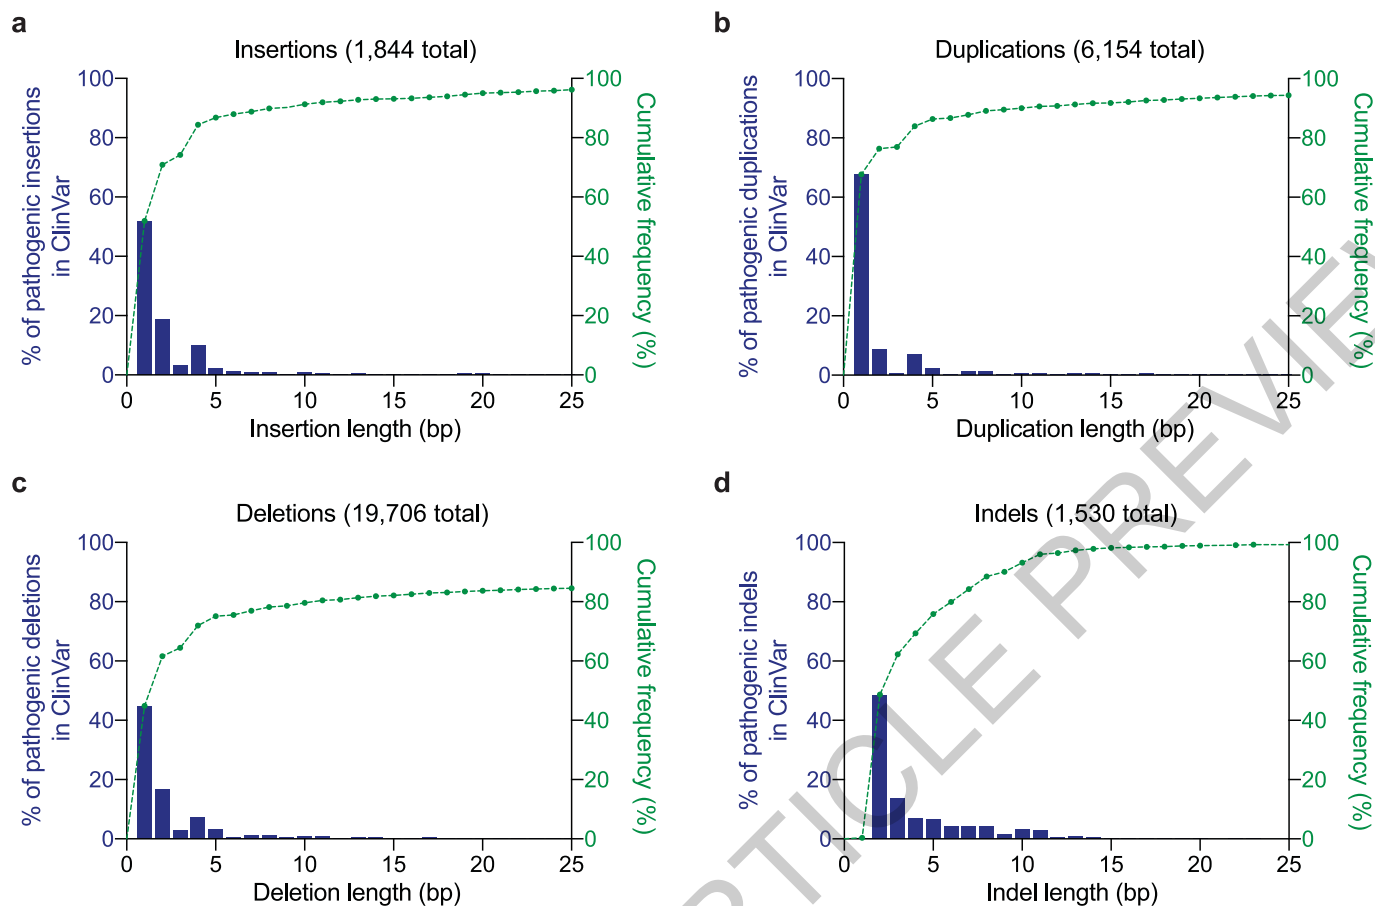 a
Insertions (1,844 total)
% of pathogenic insertions
in ClinVar
100
80
60
40
20
0
100
80
60
40
20
0
Cumulative frequency (%)
0 5 10 15 20 25
Insertion length (bp)
b
Duplications (6,154 total)
% of pathogenic duplications
in ClinVar
100
80
60
40
20
0
100
80
60
40
20
0
Cumulative frequency (%)
0 5 10 15 20 25
Duplication length (bp)
c
Deletions (19,706 total)
% of pathogenic deletions
in ClinVar
100
80
60
40
20
0
100
80
60
40
20
0
Cumulative frequency (%)
0 5 10 15 20 25
Deletion length (bp)
d
Indels (1,530 total)
% of pathogenic indels
in ClinVar
100
80
60
40
20
0
100
80
60
40
20
0
Cumulative frequency (%)
0 5 10 15 20 25
Indel length (bp)
RTICLE PREVIE